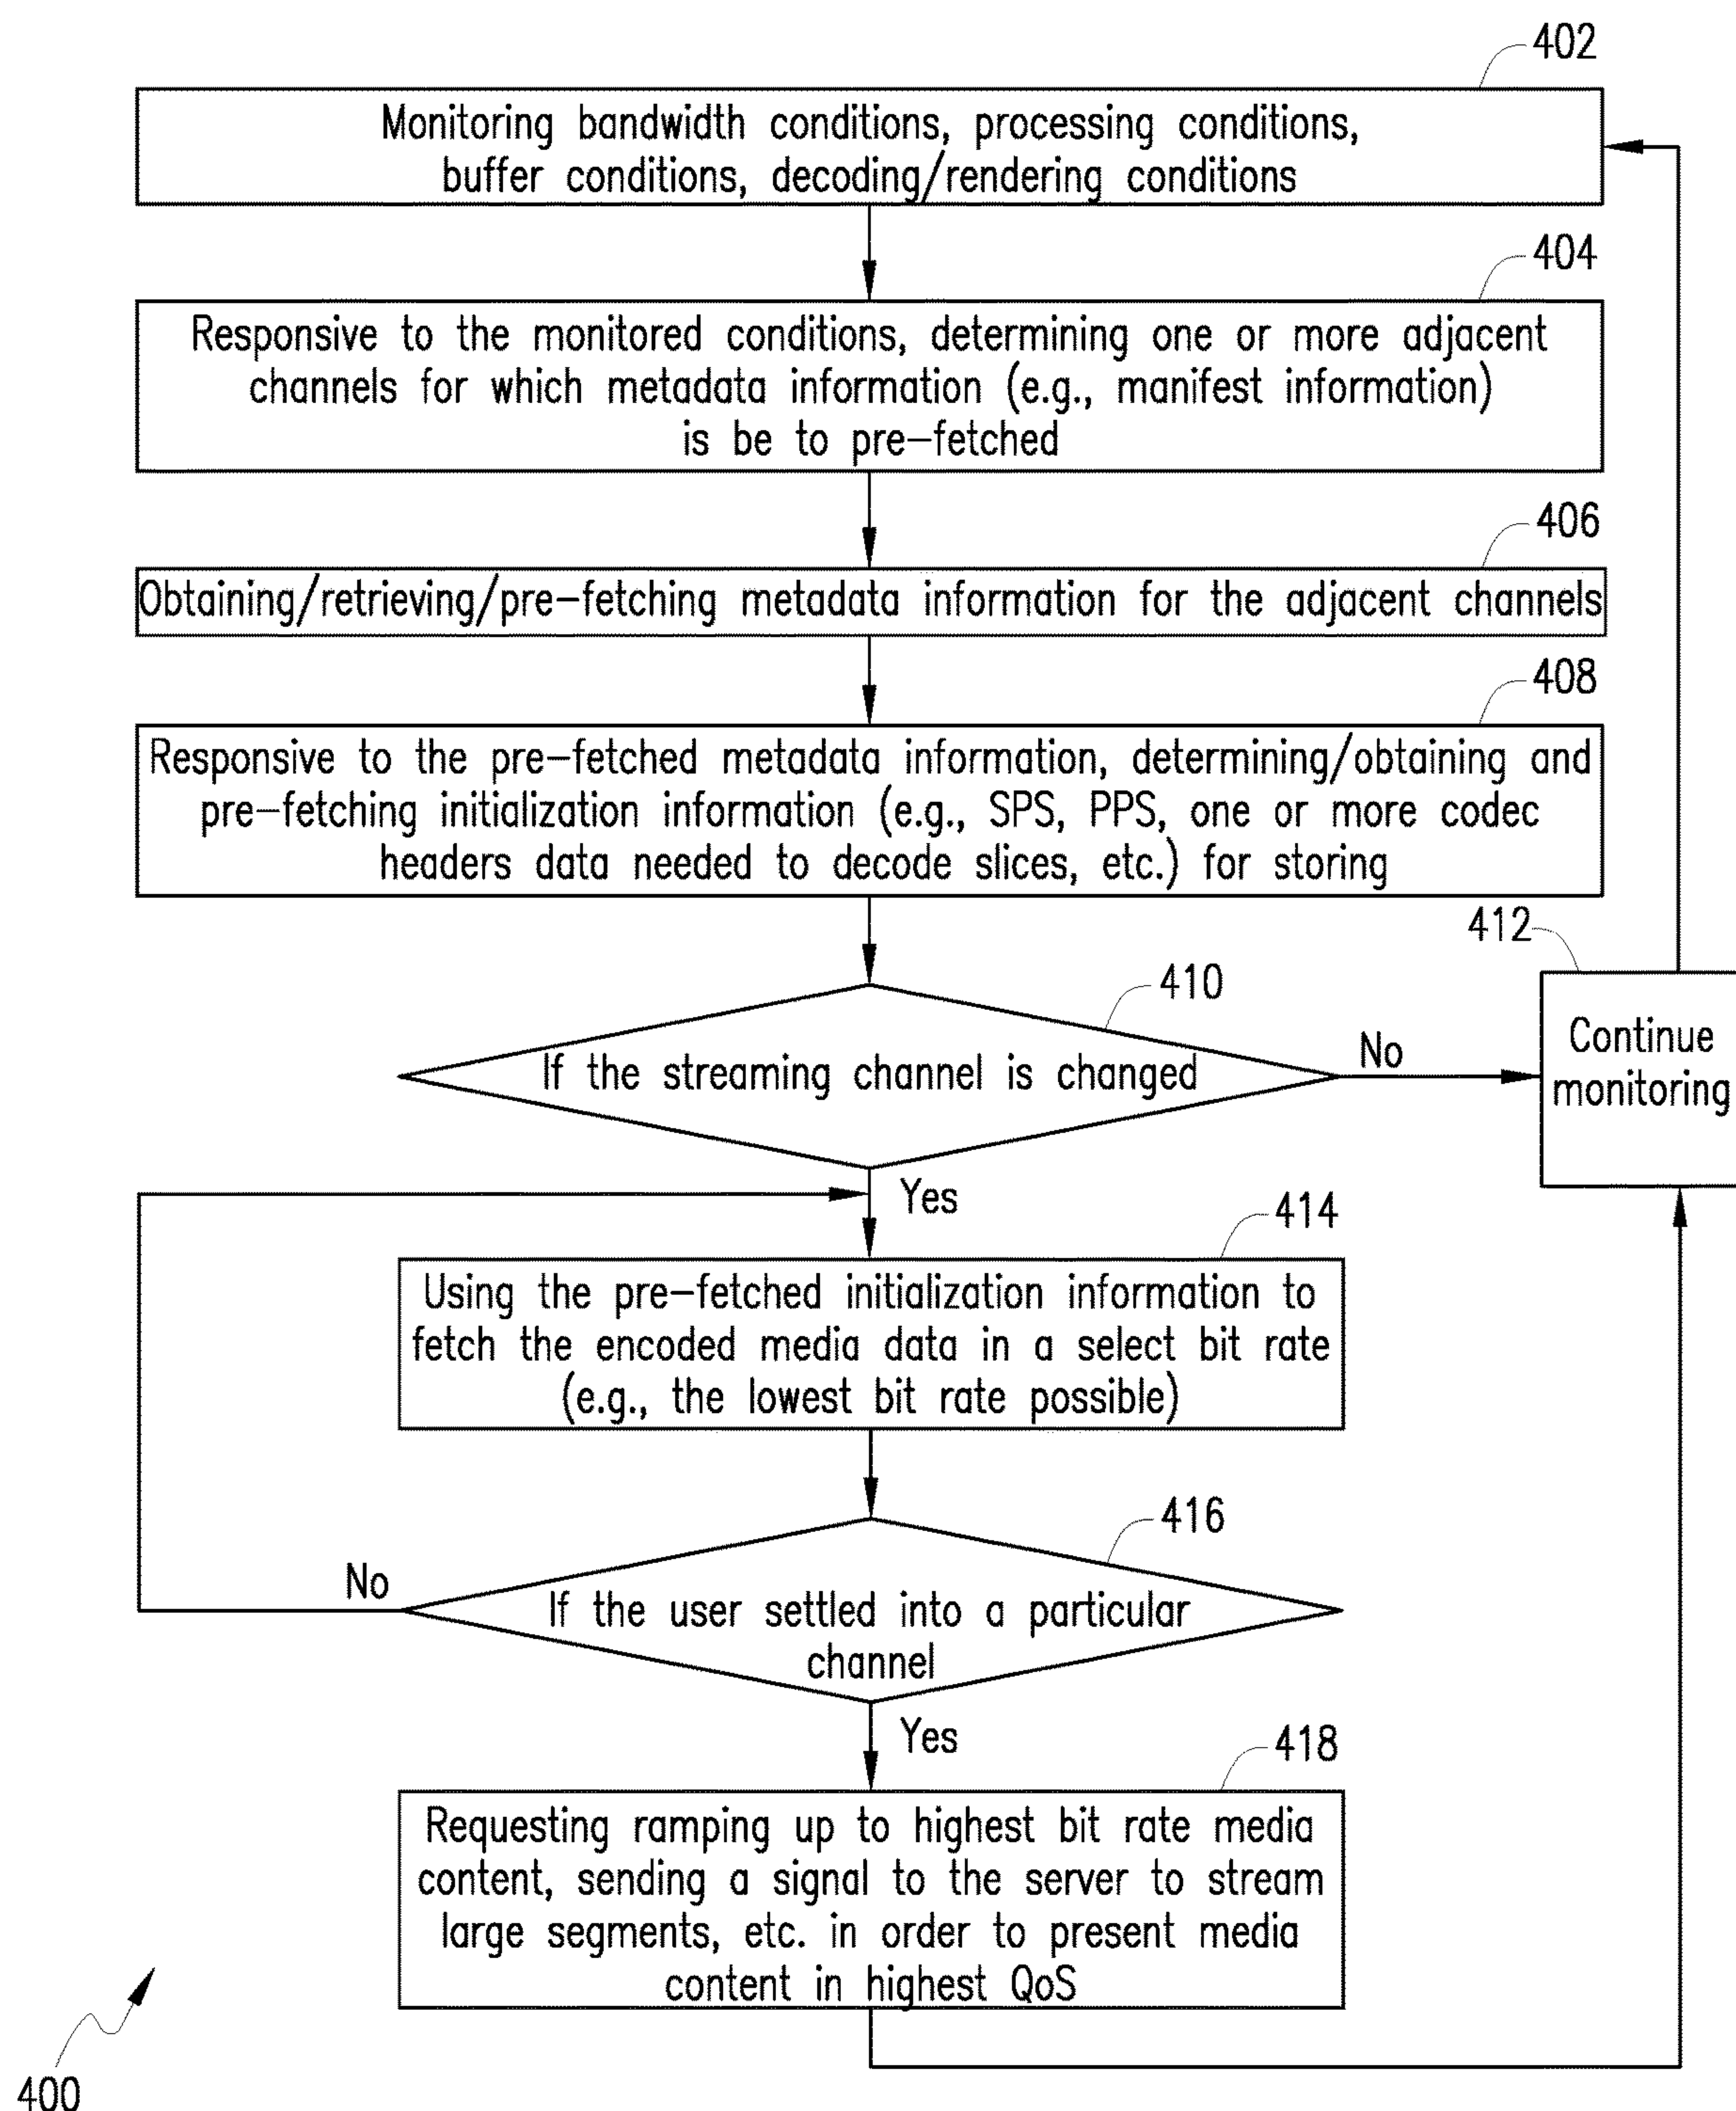 402
Monitoring bandwidth conditions, processing conditions,
buffer conditions, decoding/rendering conditions
404
Responsive to the monitored conditions, determining one or more adjacent
channels for which metadata information (e.g., manifest information)
is be to pre-fetched
406
Obtaining/retrieving/pre-fetching metadata information for the adjacent channels
408
Responsive to the pre-fetched metadata information, determining/obtaining and
pre-fetching initialization information (e.g., SPS, PPS, one or more codec
headers data needed to decode slices, etc.) for storing
412
410
If the streaming channel is changed
No
Continue
monitoring
Yes
414
Using the pre-fetched initialization information to
fetch the encoded media data in a select bit rate
(e.g., the lowest bit rate possible)
416
No
If the user settled into a particular
channel
Yes
418
Requesting ramping up to highest bit rate media
content, sending a signal to the server to stream
large segments, etc. in order to present media
content in highest QoS
400